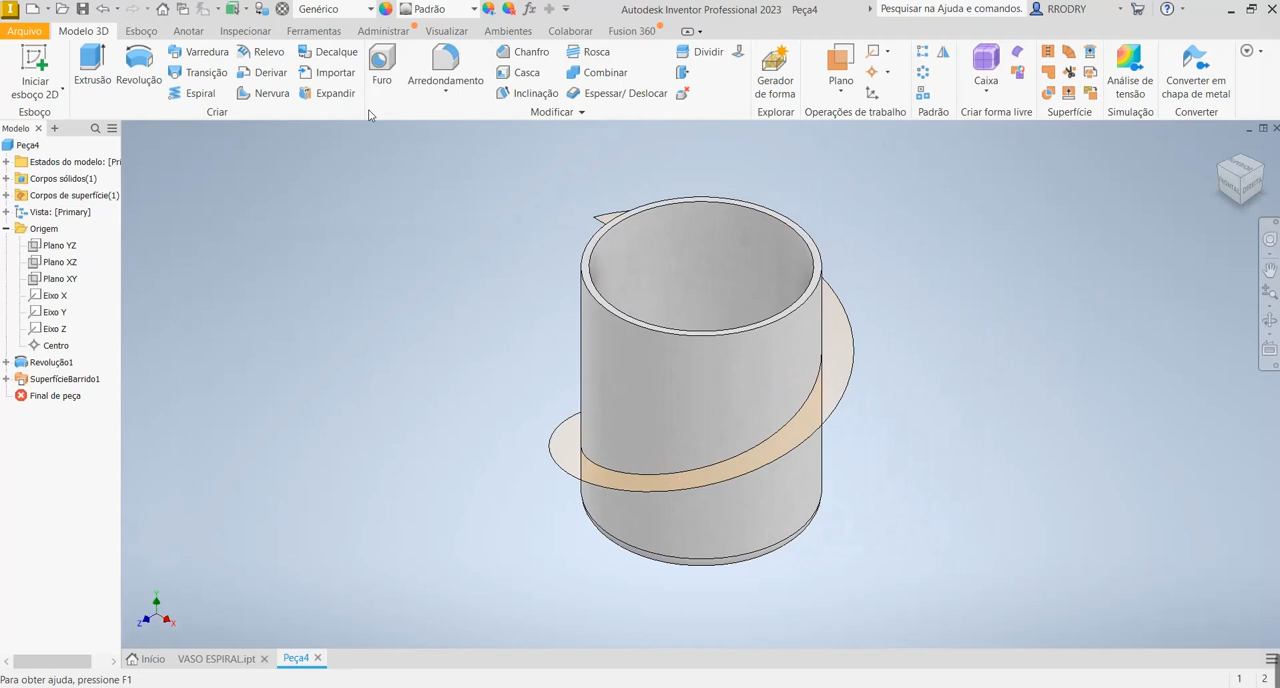 Genérico
Padrão
Autodesk Inventor Professional 2023 Peça4
Pesquisar na Ajuda e comandos.
RRODRY
Arquivo Modelo 3D Esboço Anotar Inspecionar Ferramentas Administrar Visualizar Ambientes Colaborar Fusion 360
Iniciar
esboço 2D
Esboço
Extrusão
Revolução
Varredura
Transição
Espiral
Relevo
Derivar
Nervura
Decalque
Importar
Expandir
Criar
Furo
Arredondamento
Chanfro
Casca
Inclinação
Rosca
Combinar
Espessar/ Deslocar
Dividir
Modificar
Gerador
de forma
Explorar
Plano
Operações de trabalho
Padrão
Caixa
Criar forma livre
Superfície
Análise de
tensão
Simulação
Converter em
chapa de metal
Converter
Modelo
Peça4
Estados do modelo: [Pri
Corpos sólidos(1)
Corpos de superfície(1)
Vista: [Primary]
Origem
Plano YZ
Plano XZ
Plano XY
Eixo X
Eixo Y
Eixo Z
Centro
Revolução1
SuperfícieBarrido1
Final de peça
FRONTAL
DIREITA
Y
Z
X
Início
VASO ESPIRAL.ipt
Peça4
Para obter ajuda, pressione F1
1
2